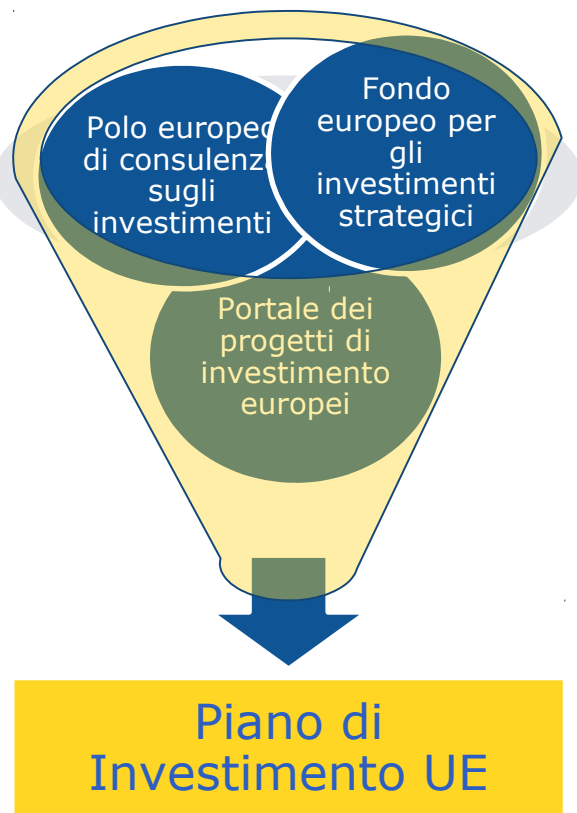 Polo europeo
di consulenza
sugli
investimenti
Fondo
europeo per
gli
investimenti
strategici
Portale dei
progetti di
investimento
europei
Piano di
Investimento UE